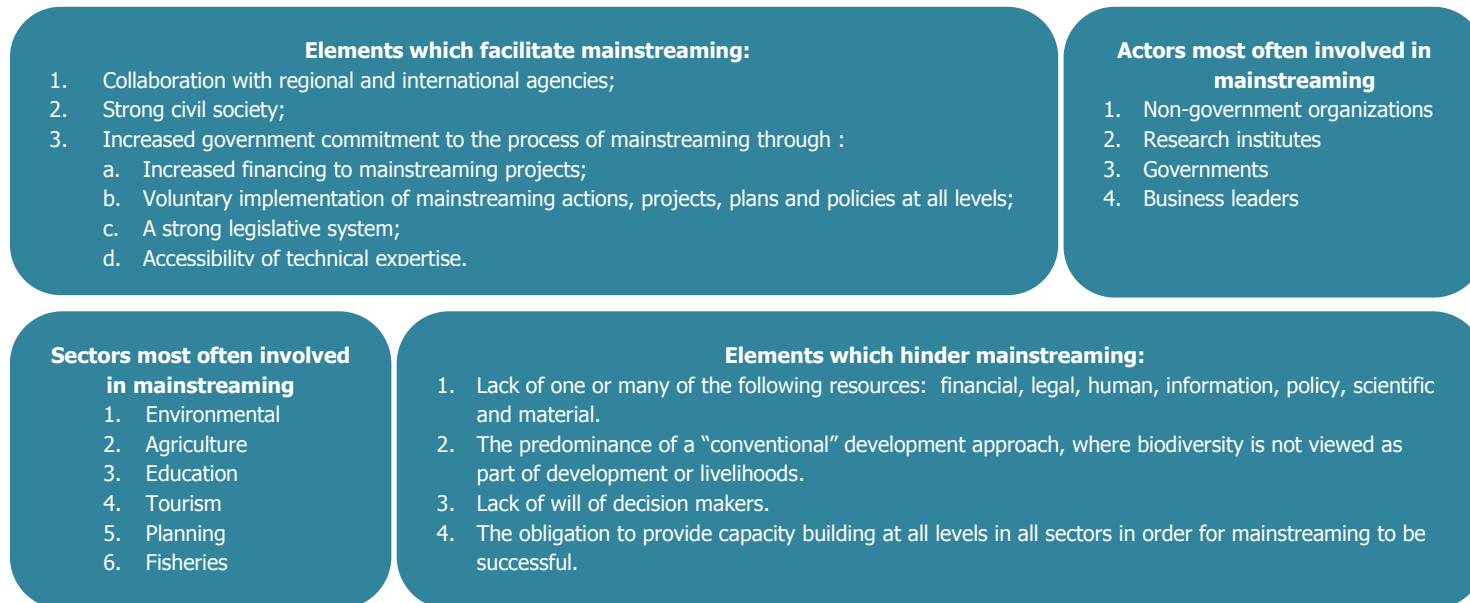 Elements which facilitate mainstreaming:
1. Collaboration with regional and international agencies;
2. Strong civil society;
3. Increased government commitment to the process of mainstreaming through :
a. Increased financing to mainstreaming projects;
b. Voluntary implementation of mainstreaming actions, projects, plans and policies at all levels;
c. A strong legislative system;
d. Accessibility of technical expertise.
Actors most often involved in
mainstreaming
1. Non-government organizations
2. Research institutes
3. Governments
4. Business leaders
Sectors most often involved
in mainstreaming
1. Environmental
2. Agriculture
3. Education
4. Tourism
5. Planning
6. Fisheries
Elements which hinder mainstreaming:
1. Lack of one or many of the following resources: financial, legal, human, information, policy, scientific
and material.
2. The predominance of a “conventional” development approach, where biodiversity is not viewed as
part of development or livelihoods.
3. Lack of will of decision makers.
4. The obligation to provide capacity building at all levels in all sectors in order for mainstreaming to be
successful.